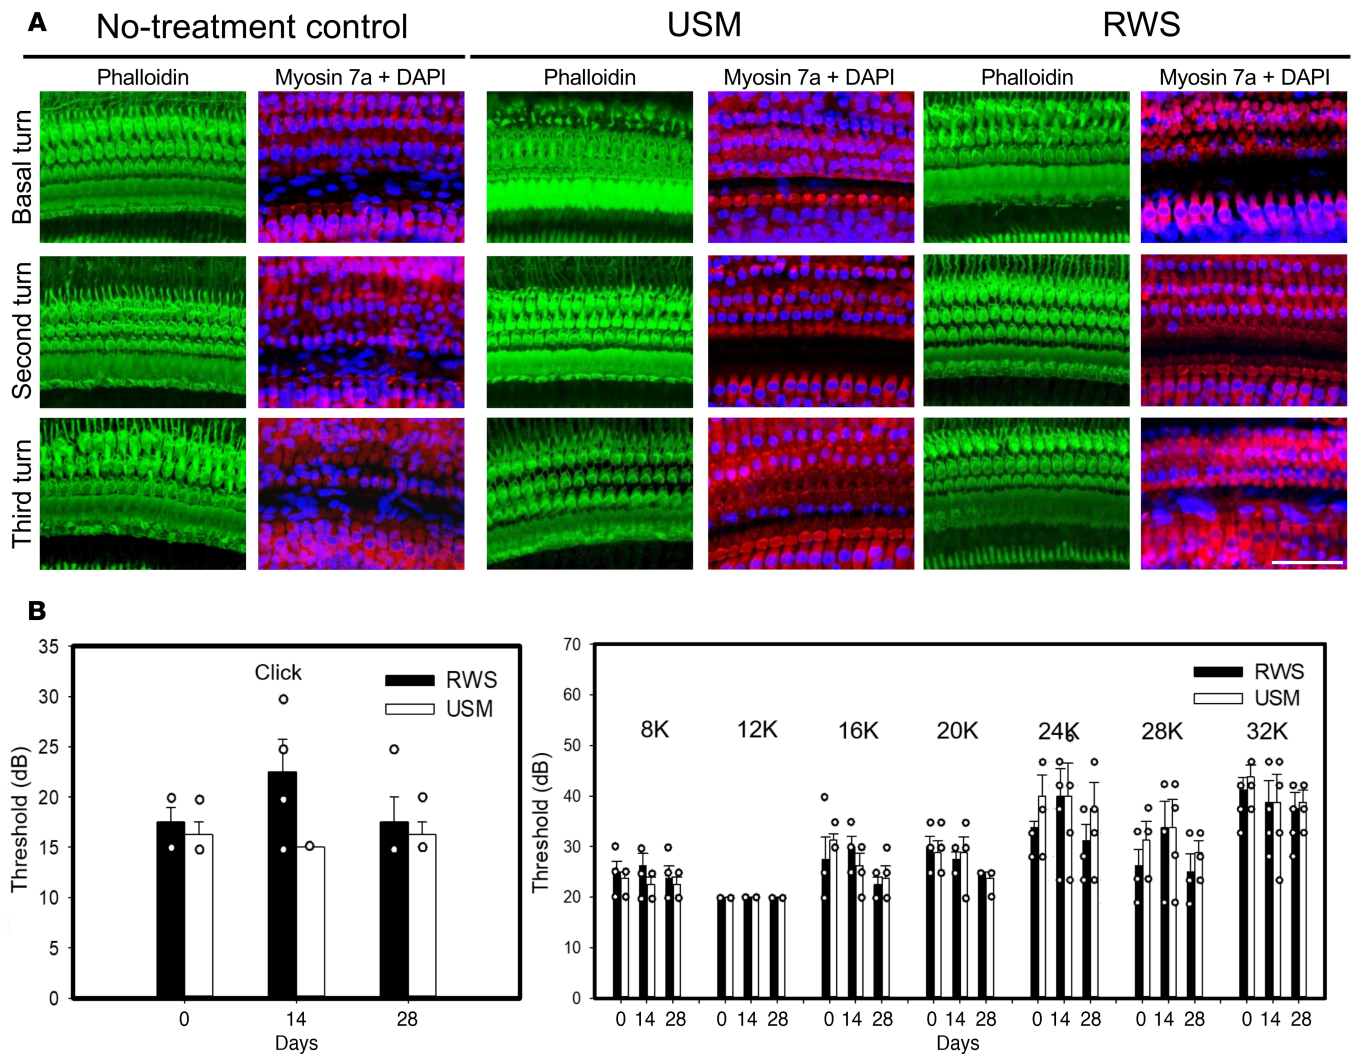 A
No-treatment control USM RWS
Phalloidin Myosin 7a + DAPI Phalloidin Myosin 7a + DAPI Phalloidin Myosin 7a + DAPI
Basal turn
Second turn
Third turn
B
Click
RWS
USM
Threshold (dB)
35
30
25
20
15
10
5
0
0 14 28
Days
RWS
USM
8K 12K 16K 20K 24K 28K 32K
Threshold (dB)
70
60
50
40
30
20
10
0
0 14 28 0 14 28 0 14 28 0 14 28 0 14 28 0 14 28 0 14 28
Days